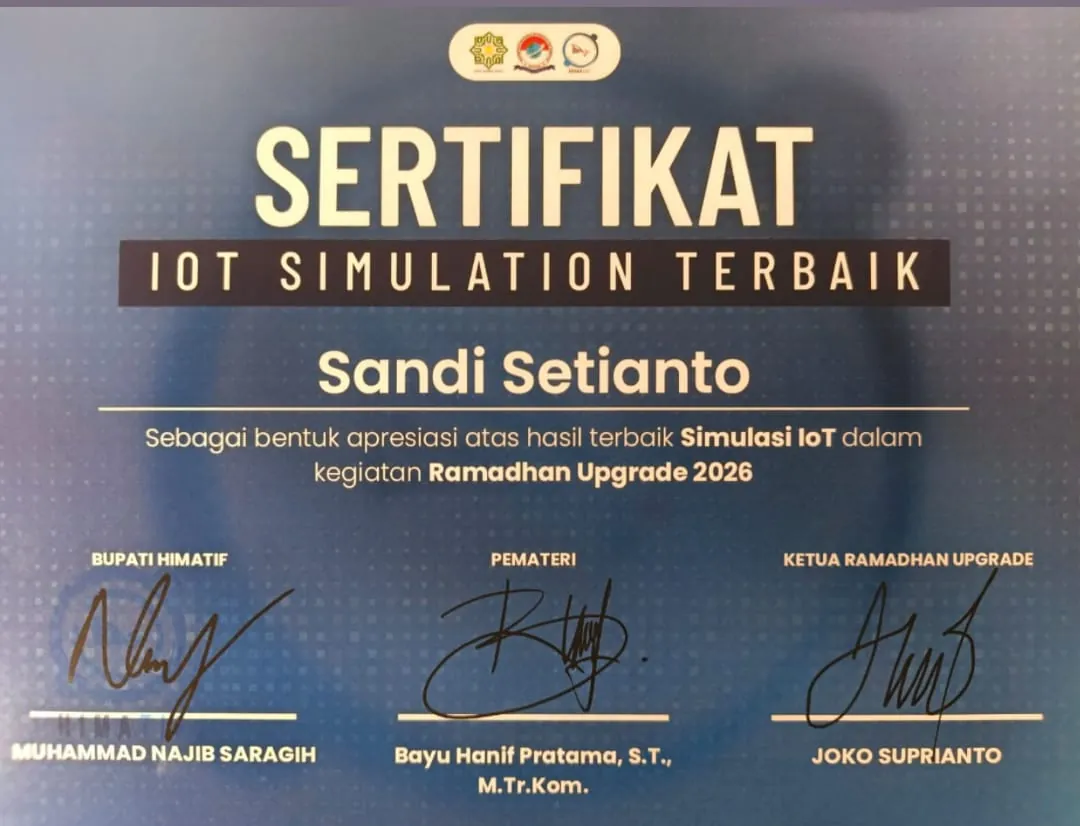 SERTIFIKAT
IOT SIMULATION TERBAIK
Sandi Setianto
Sebagai bentuk apresiasi atas hasil terbaik Simulasi IoT dalam
kegiatan Ramadhan Upgrade 2026
BUPATI HIMATIF
PEMATERI
KETUA RAMADHAN UPGRADE
HIMATI
MUHAMMAD NAJIB SARAGIH
Bayu Hanif Pratama, S.T.,
M.Tr.Kom.
JOKO SUPRIANTO